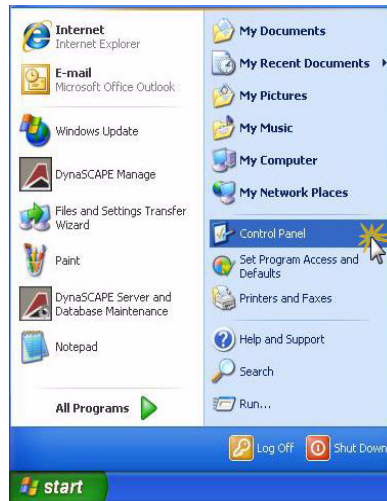 Internet
Internet Explorer
E-mail
Microsoft Office Outlook
Windows Update
DynaSCAPE Manage
Files and Settings Transfer
Wizard
Paint
DynaSCAPE Server and
Database Maintenance
Notepad
All Programs
My Documents
My Recent Documents
My Pictures
My Music
My Computer
My Network Places
Control Panel
Set Program Access and
Defaults
Printers and Faxes
Help and Support
Search
Run...
Log Off
Shut Down
start